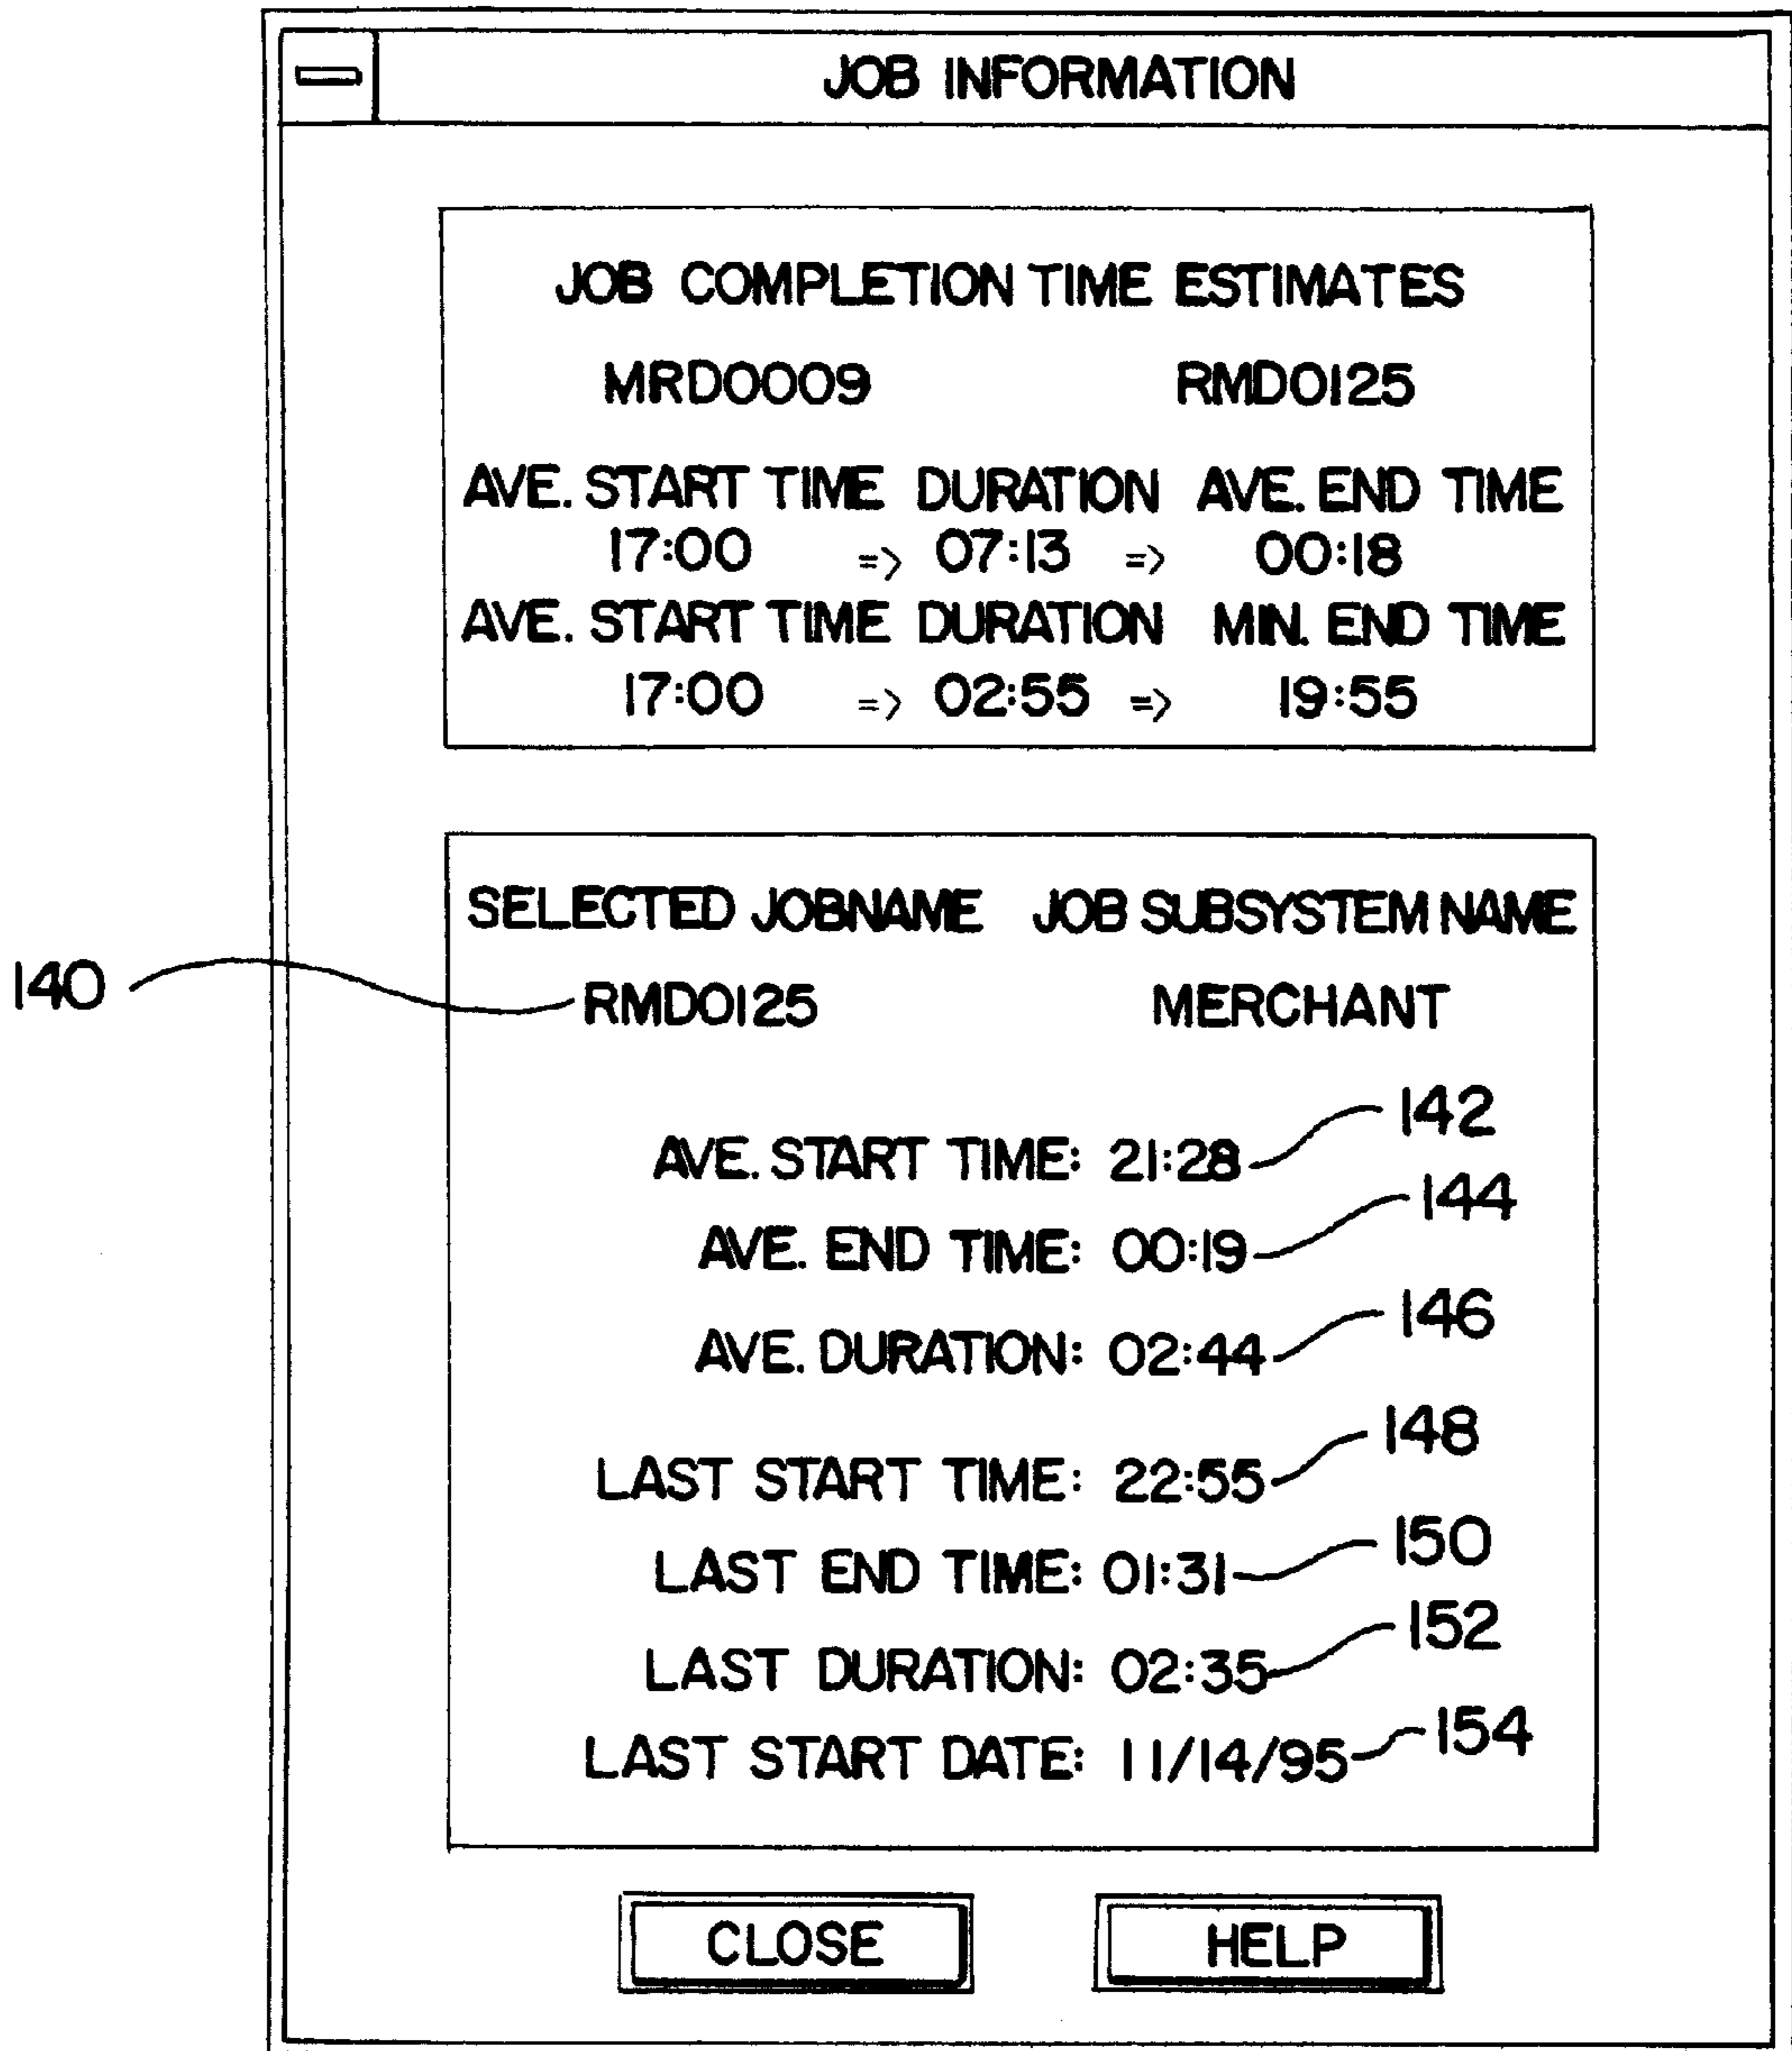 JOB INFORMATION
JOB COMPLETION TIME ESTIMATES
MRD0009 RMD0125
AVE. START TIME DURATION AVE. END TIME
17:00 => 07:13 => 00:18
AVE. START TIME DURATION MIN. END TIME
17:00 => 02:55 => 19:55
SELECTED JOBNAME JOB SUBSYSTEM NAME
140 RMD0125 MERCHANT
AVE. START TIME: 21:28 142
AVE. END TIME: 00:19 144
AVE. DURATION: 02:44 146
LAST START TIME: 22:55 148
LAST END TIME: 01:31 150
LAST DURATION: 02:35 152
LAST START DATE: 11/14/95 154
CLOSE HELP